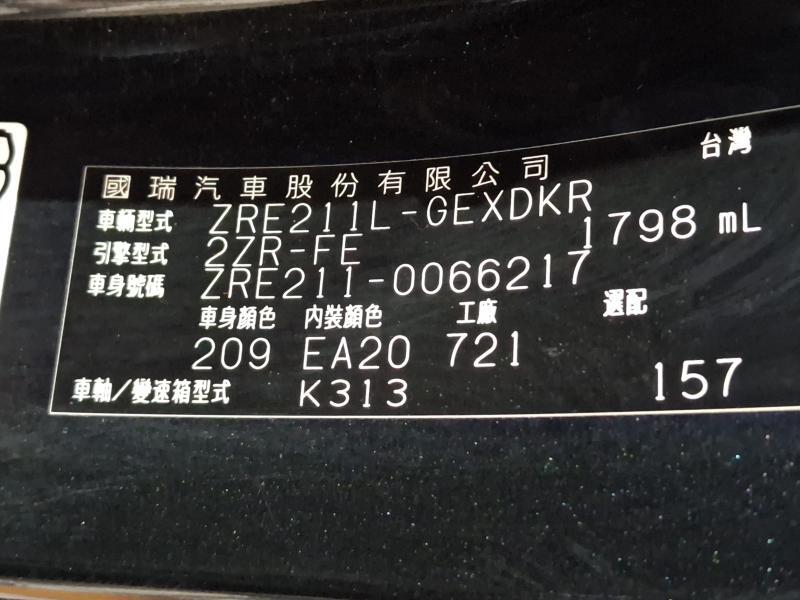 台灣
國瑞汽車股份有限公司
車輛型式 ZRE211L-GEXDKR
引擎型式 2ZR-FE 1798 mL
車身號碼 ZRE211-0066217
車身顏色 內裝顏色 工廠 選配
209 EA20 721
車軸/變速箱型式 K313 157